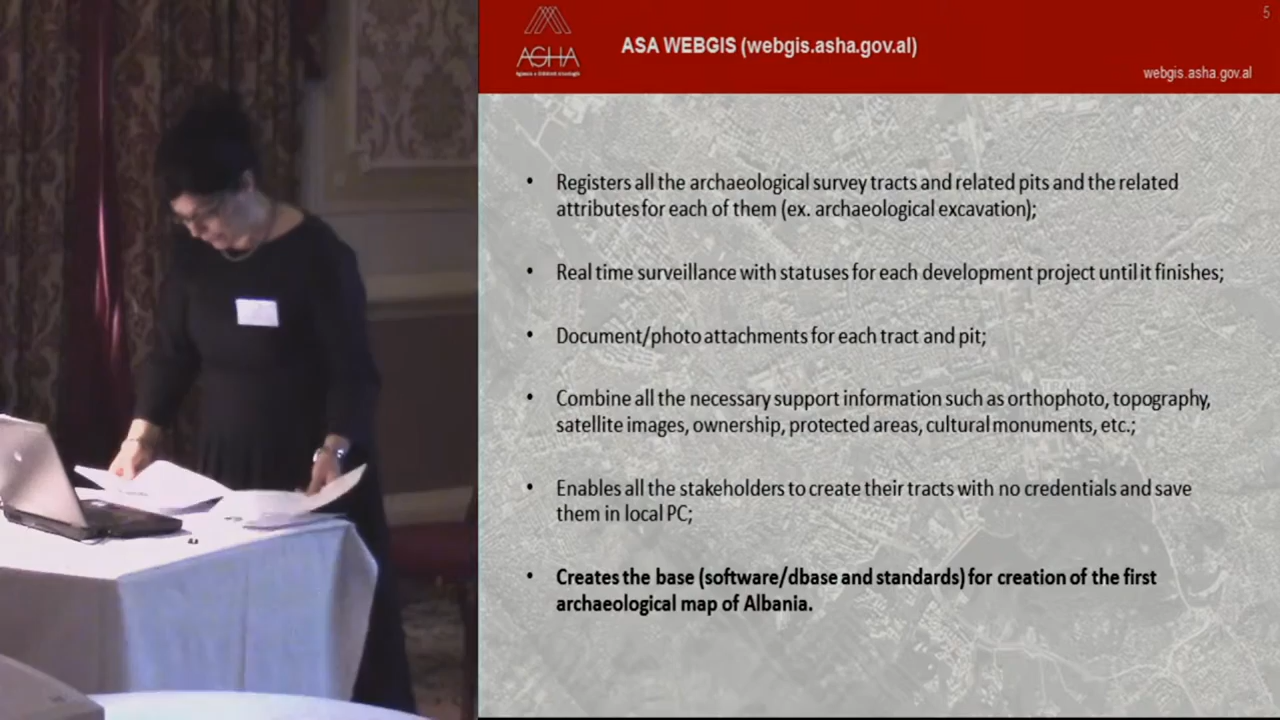 5
ASHA
ASA WEBGIS (webgis.asha.gov.al)
webgis.asha.gov.al
• Registers all the archaeological survey tracts and related pits and the related
attributes for each of them (ex. archaeological excavation);
• Real time surveillance with statuses for each development project until it finishes;
• Document/photo attachments for each tract and pit;
• Combine all the necessary support information such as orthophoto, topography,
satellite images, ownership, protected areas, cultural monuments, etc.;
• Enables all the stakeholders to create their tracts with no credentials and save
them in local PC;
• Creates the base (software/dbase and standards) for creation of the first
archaeological map of Albania.